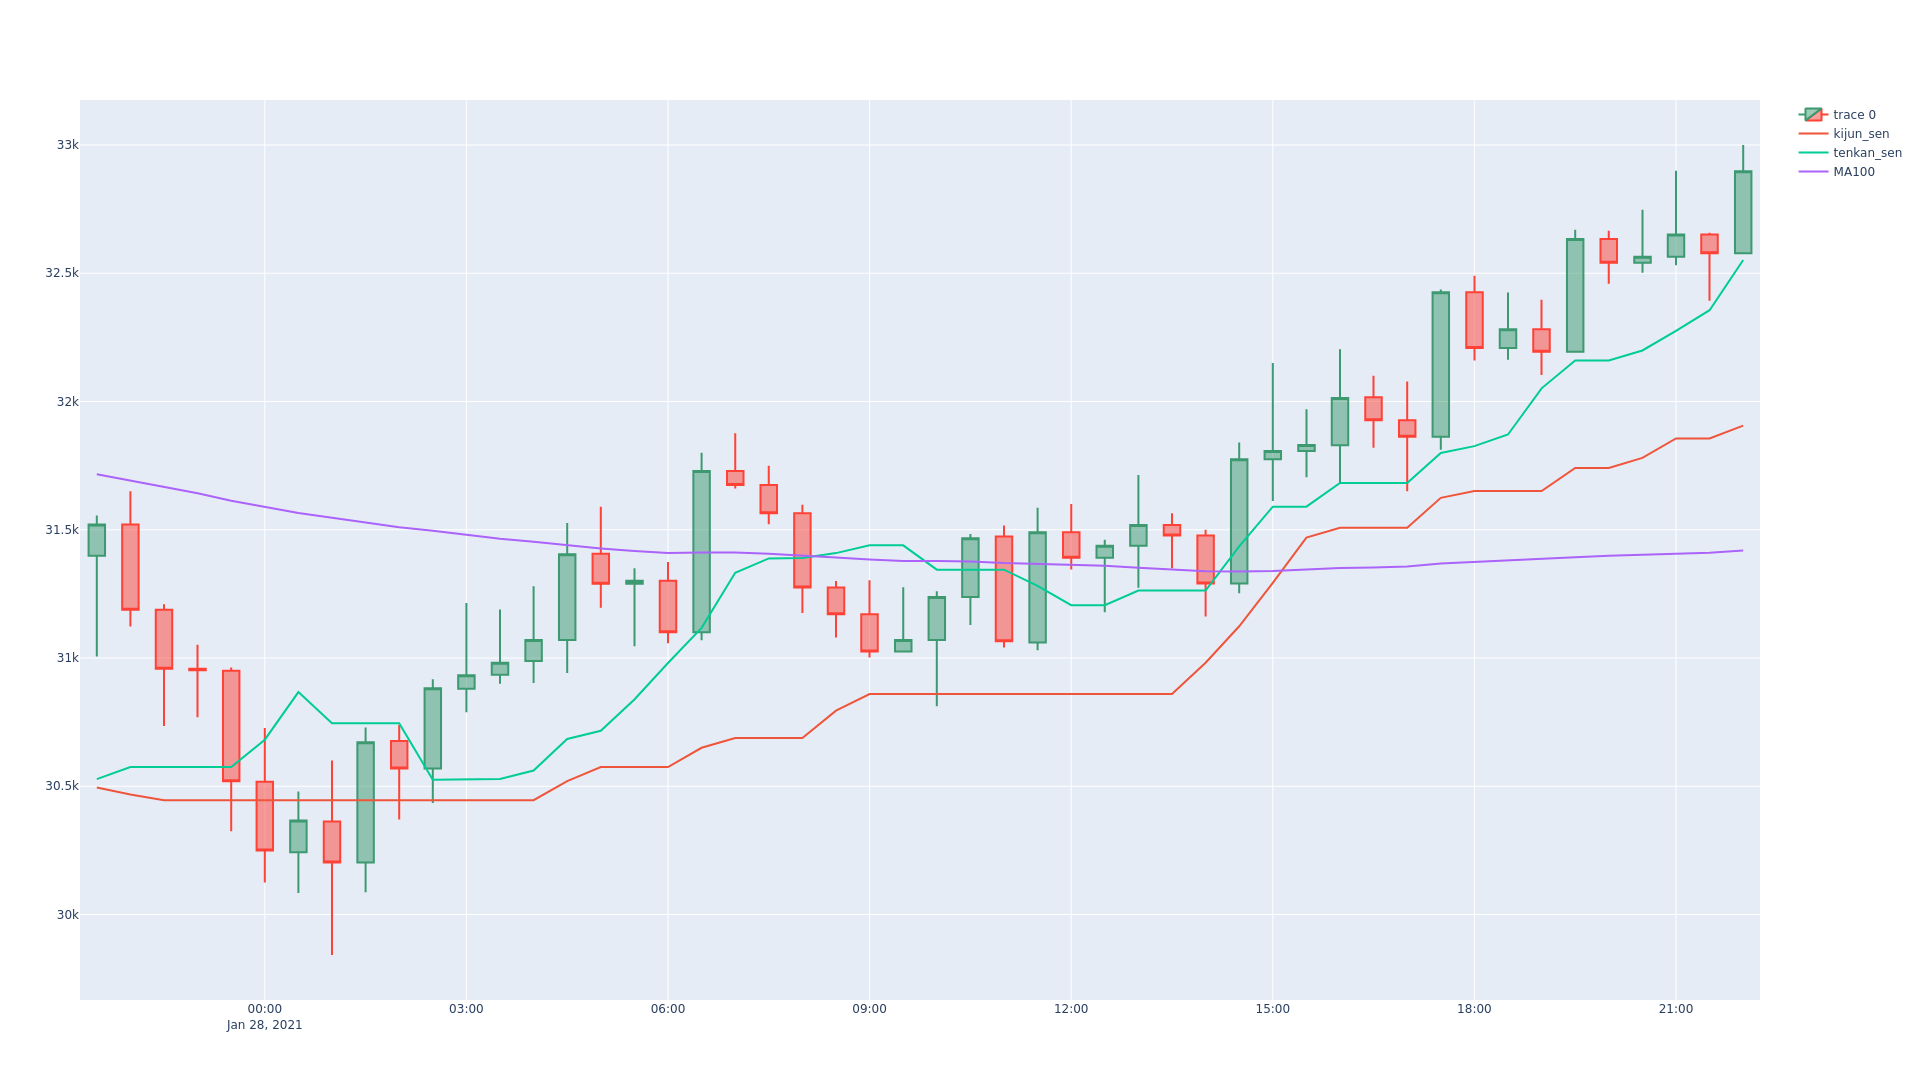 33k
32.5k
32k
31.5k
31k
30.5k
30k
00:00
Jan 28, 2021
03:00
06:00
09:00
12:00
15:00
18:00
21:00
trace 0
kijun_sen
tenkan_sen
MA100